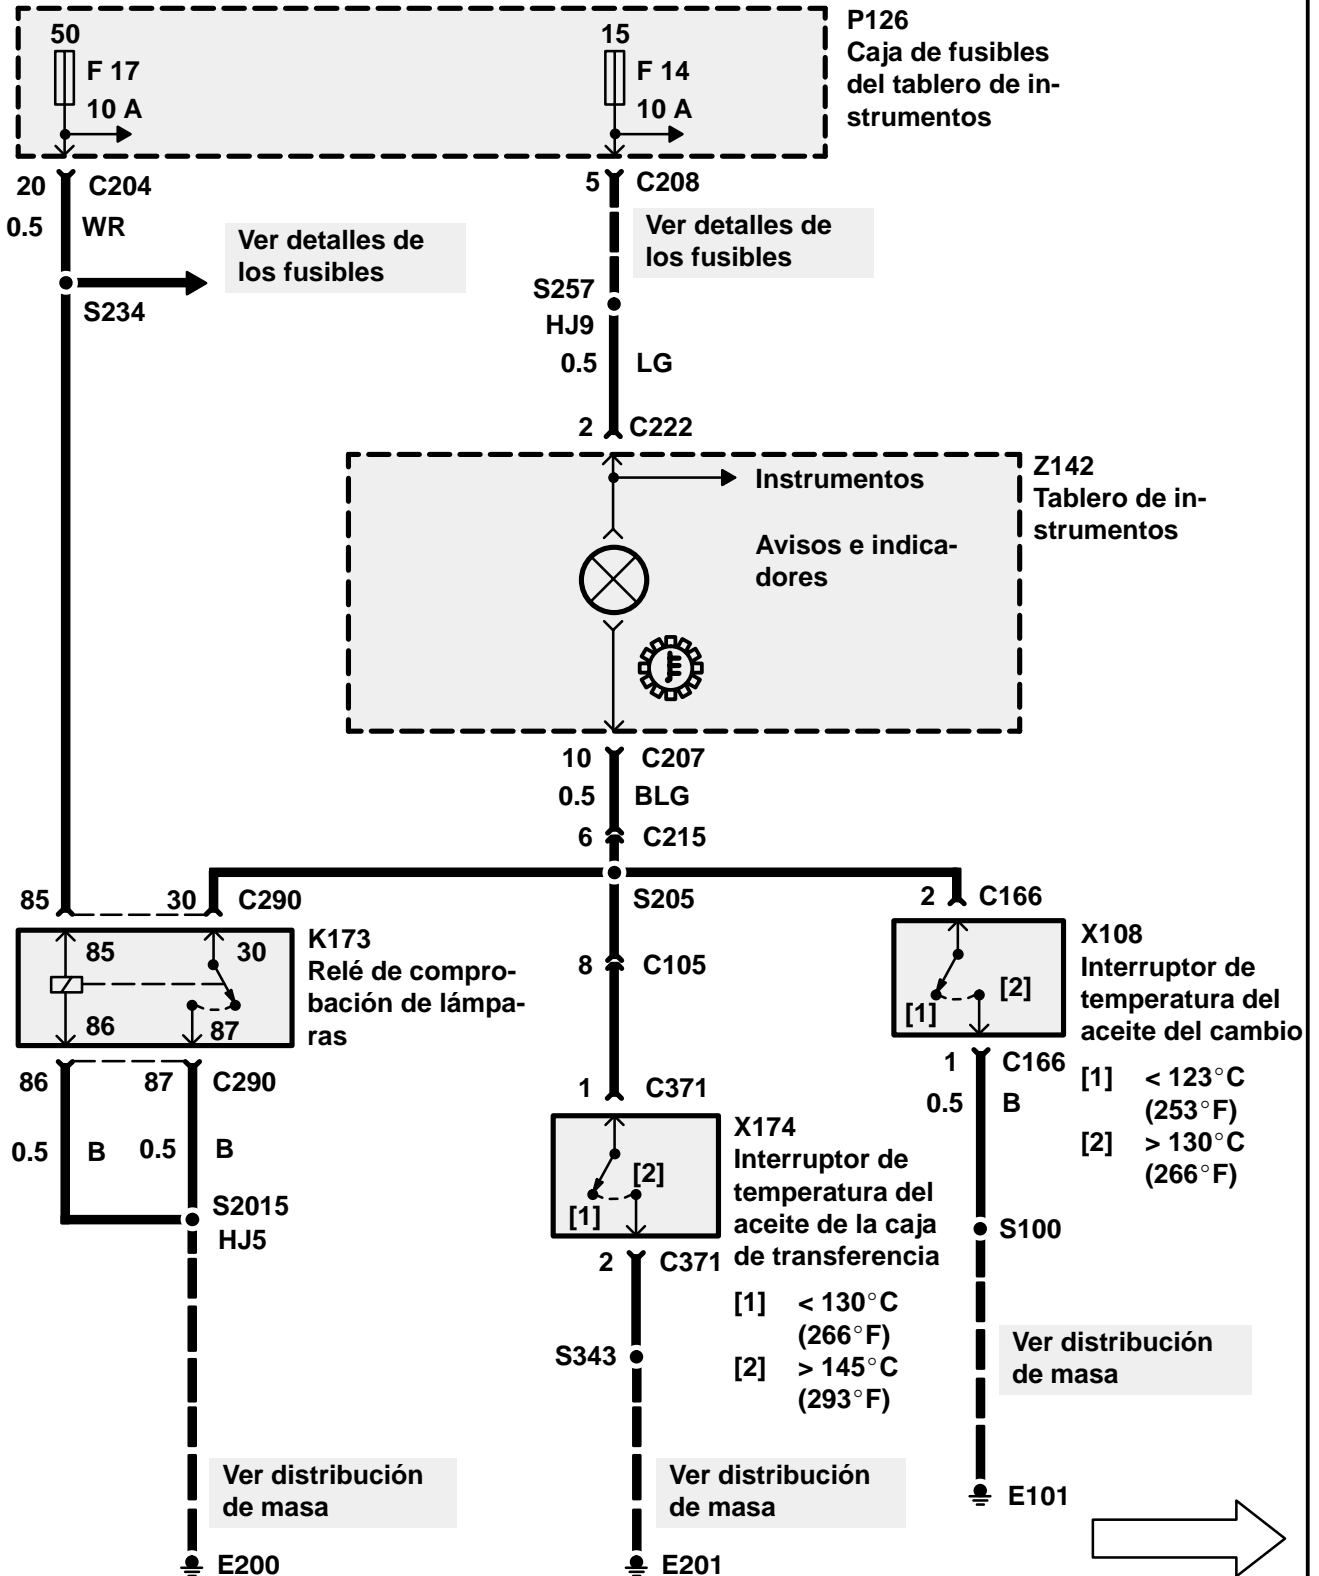 50
F 17
10 A
15
F 14
10 A
P126
Caja de fusibles
del tablero de in-
strumentos
20 C204
0.5 WR
Ver detalles de
los fusibles
S234
5 C208
Ver detalles de
los fusibles
S257
HJ9
0.5 LG
2 C222
Instrumentos
Avisos e indica-
dores
Z142
Tablero de in-
strumentos
10 C207
0.5 BLG
6 C215
S205
85 30 C290
85 30
86 87
K173
Relé de compro-
bación de lámpa-
ras
86 87 C290
0.5 B 0.5 B
S2015
HJ5
Ver distribución
de masa
E200
8 C105
1 C371
[2]
[1]
X174
Interruptor de
temperatura del
aceite de la caja
de transferencia
2 C371
[1] < 130°C
(266°F)
[2] > 145°C
(293°F)
S343
Ver distribución
de masa
E201
2 C166
[2]
[1]
X108
Interruptor de
temperatura del
aceite del cambio
1 C166
0.5 B
[1] < 123°C
(253°F)
[2] > 130°C
(266°F)
S100
Ver distribución
de masa
E101